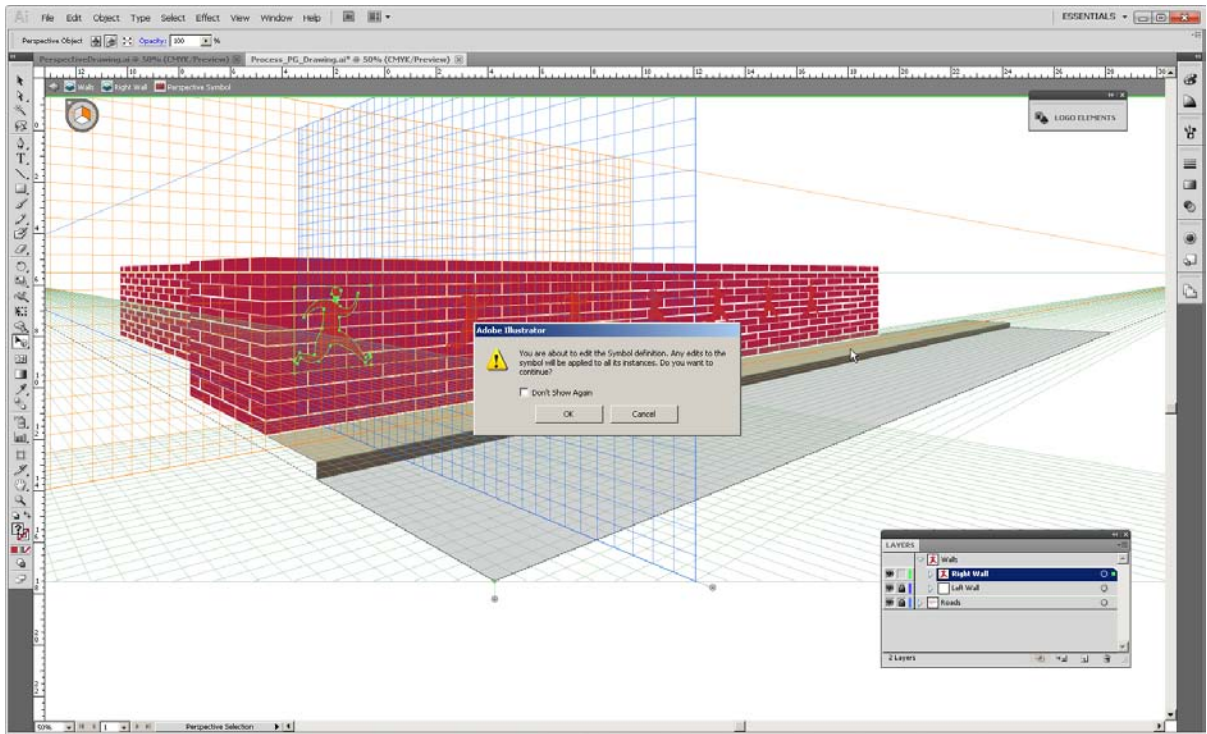 Ai File Edit Object Type Select Effect View Window Help
ESSENTIALS
Perspective Object Opacity: 100 %
PerspectiveDrawing.ai @ 50% (CMYK/Preview) Process_PG_Drawing.ai* @ 50% (CMYK/Preview)
Walls Right Wall Perspective Symbol
LOGO ELEMENTS
Adobe Illustrator
You are about to edit the Symbol definition. Any edits to the
symbol will be applied to all its instances. Do you want to
continue?
Don't Show Again
OK Cancel
LAYERS
Walls
Right Wall
Left Wall
Roads
2 Layers
50% 1 Perspective Selection